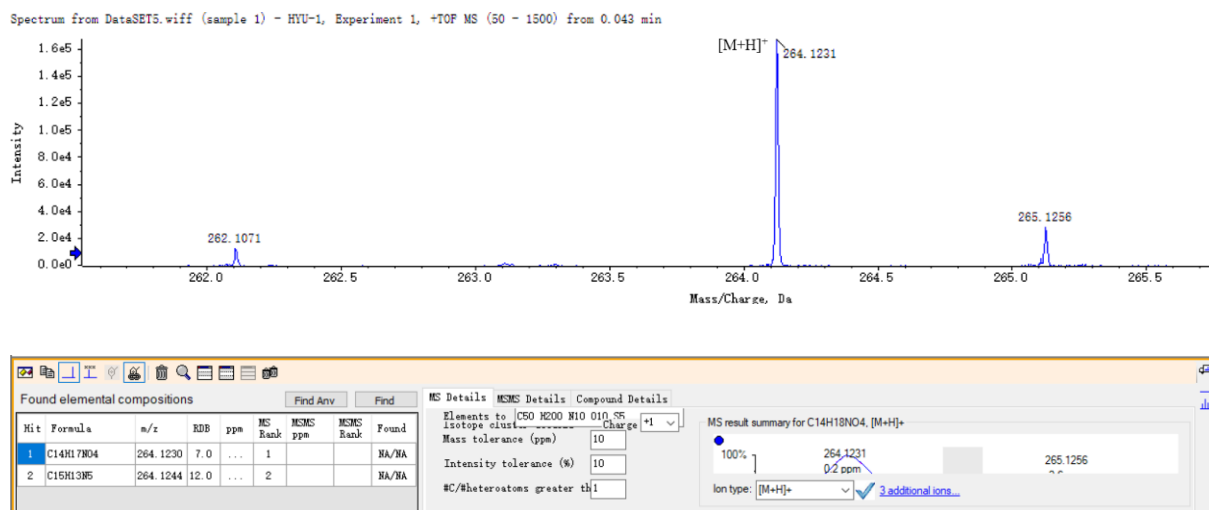 Spectrum from DataSET5.wiff (sample 1) - HYU-1, Experiment 1, +TOF MS (50 - 1500) from 0.043 min
[M+H]+
264.1231
1.6e5
1.4e5
1.2e5
1.0e5
8.0e4
6.0e4
4.0e4
2.0e4
0.0e0
Intensity
262.1071
265.1256
262.0 262.5 263.0 263.5 264.0 264.5 265.0 265.5
Mass/Charge, Da
Found elemental compositions
Find Any Find
Hit Formula m/z RDB ppm MS Rank MSMS ppm MSMS Rank Found
1 C14H17NO4 264.1230 7.0 ... 1 NA/NA
2 C15H13N5 264.1244 12.0 ... 2 NA/NA
MS Details MSMS Details Compound Details
Elements to C50 H200 N10 O10 S5
Isotope Charge +1
Mass tolerance (ppm) 10
Intensity tolerance (%) 10
#C/#heteroatoms greater th 1
MS result summary for C14H18NO4, [M+H]+
100%
264.1231
0.2 ppm
265.1256
Ion type: [M+H]+ 3 additional ions...